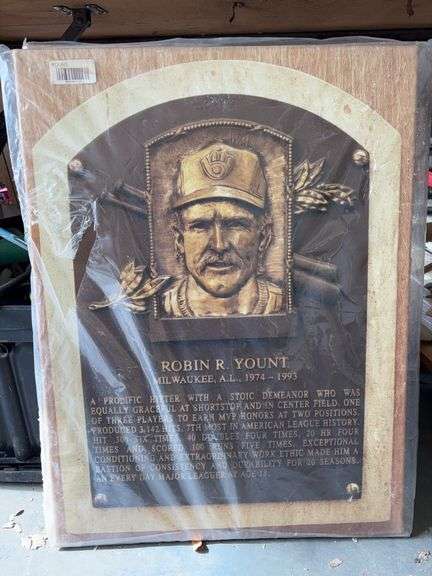 ROBIN R. YOUNT
MILWAUKEE, A.L., 1974 – 1993
A PROLIFIC HITTER WITH A STOIC DEMEANOR WHO WAS
EQUALLY GRACEFUL AT SHORTSTOP AND IN CENTER FIELD. ONE
OF THREE PLAYERS TO EARN MVP HONORS AT TWO POSITIONS.
PRODUCED 3,142 HITS, 7TH MOST IN AMERICAN LEAGUE HISTORY.
HIT .300 SIX TIMES, 40 DOUBLES FOUR TIMES, 20 HR FOUR
TIMES AND SCORED 100 RUNS FIVE TIMES. EXCEPTIONAL
CONDITIONING AND EXTRAORDINARY WORK ETHIC MADE HIM A
BASTION OF CONSISTENCY AND DURABILITY FOR 20 SEASONS.
AN EVERY DAY MAJOR LEAGUER AT AGE 18.